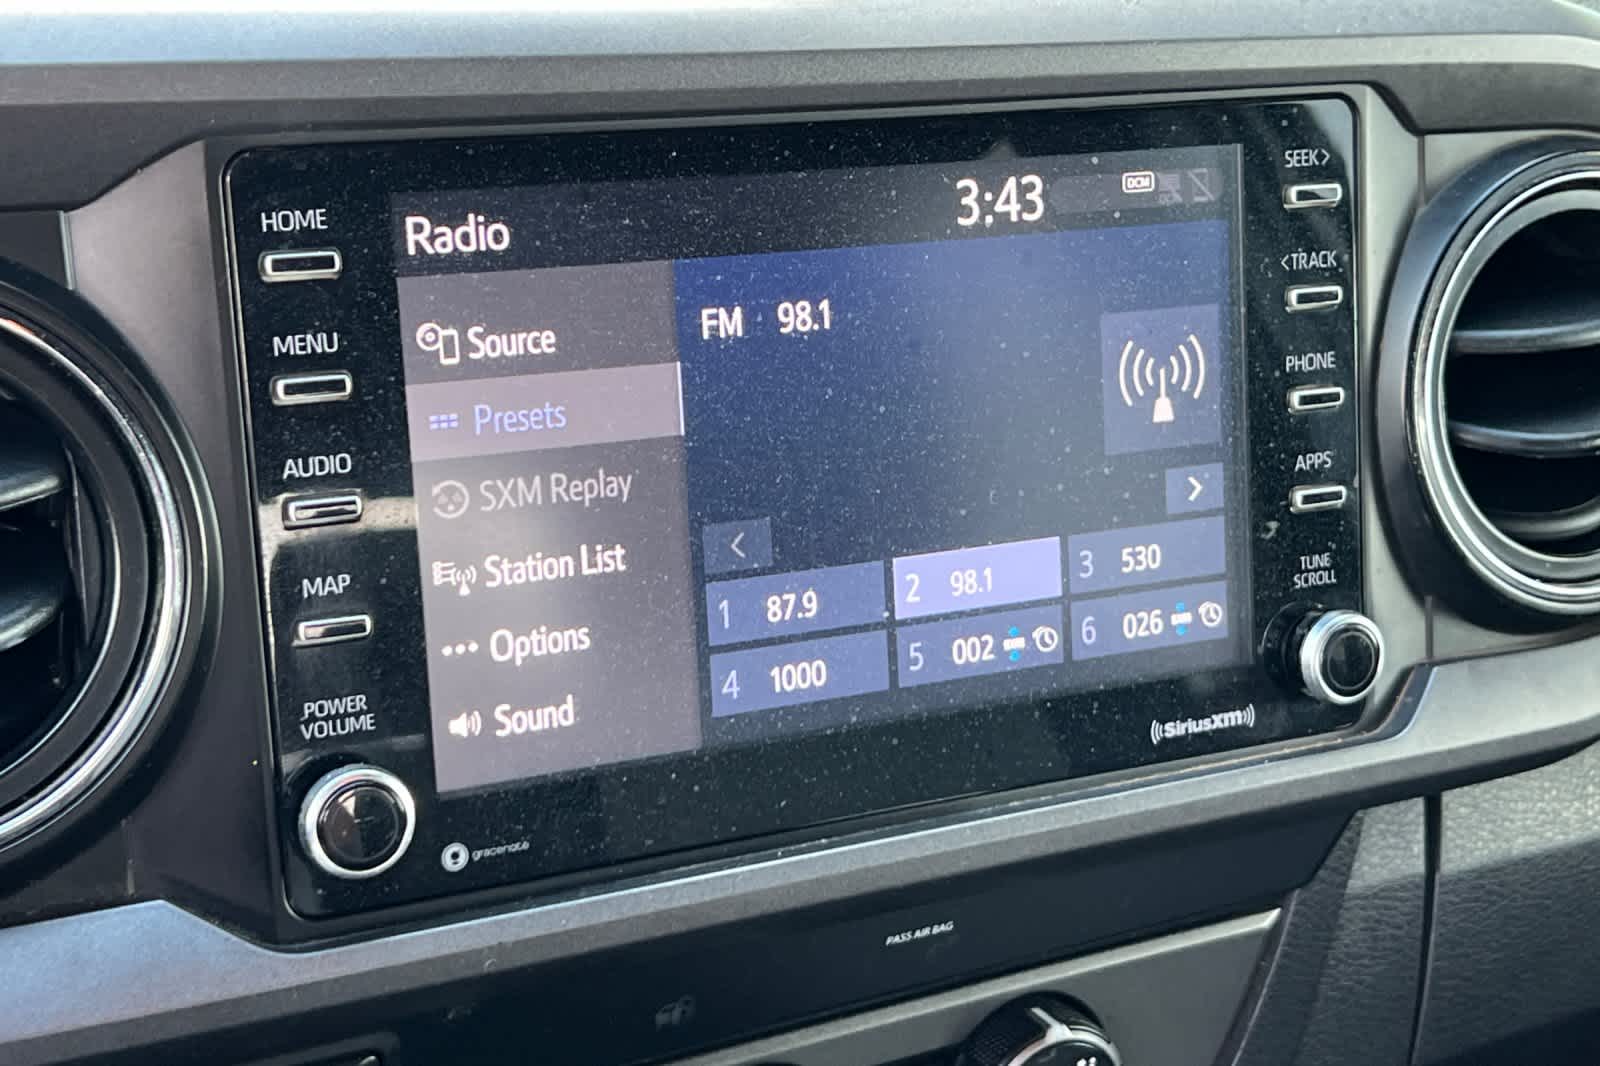 HOME
MENU
AUDIO
MAP
POWER
VOLUME
Radio
3:43
DCM
Source
Presets
SXM Replay
Station List
Options
Sound
FM 98.1
<
>
1 87.9
2 98.1
3 530
4 1000
5 002
6 026
SEEK>
<TRACK
PHONE
APPS
TUNE
SCROLL
SiriusXM
gracenote
PASS AIR BAG